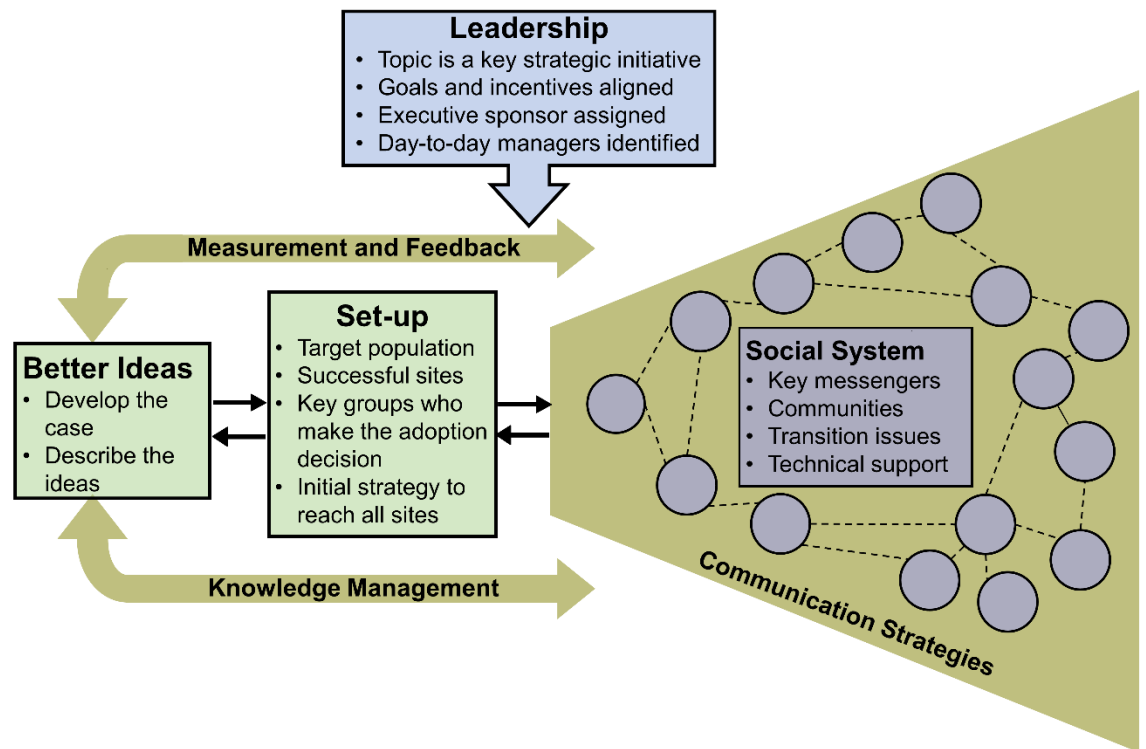 Leadership
• Topic is a key strategic initiative
• Goals and incentives aligned
• Executive sponsor assigned
• Day-to-day managers identified
Measurement and Feedback
Better Ideas
• Develop the
case
• Describe the
ideas
Set-up
• Target population
• Successful sites
• Key groups who
make the adoption
decision
• Initial strategy to
reach all sites
Social System
• Key messengers
• Communities
• Transition issues
• Technical support
Knowledge Management
Communication Strategies